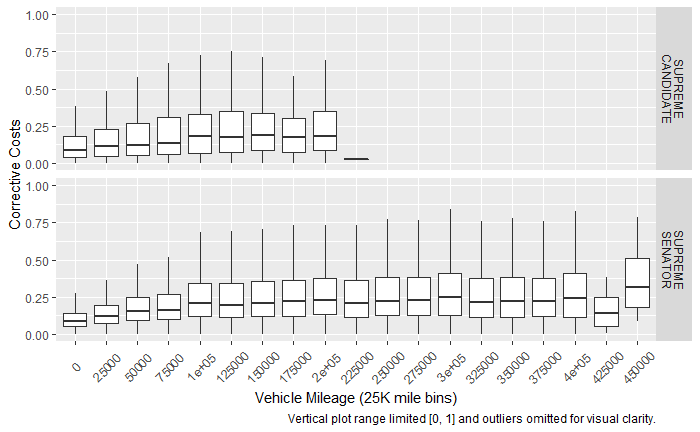 1.00
0.75
0.50
0.25
0.00
SUPREME
CANDIDATE
Corrective Costs
1.00
0.75
0.50
0.25
0.00
SUPREME
SENATOR
0 25000 50000 75000 1e+05 125000 150000 175000 2e+05 225000 250000 275000 3e+05 325000 350000 375000 4e+05 425000 450000
Vehicle Mileage (25K mile bins)
Vertical plot range limited [0, 1] and outliers omitted for visual clarity.